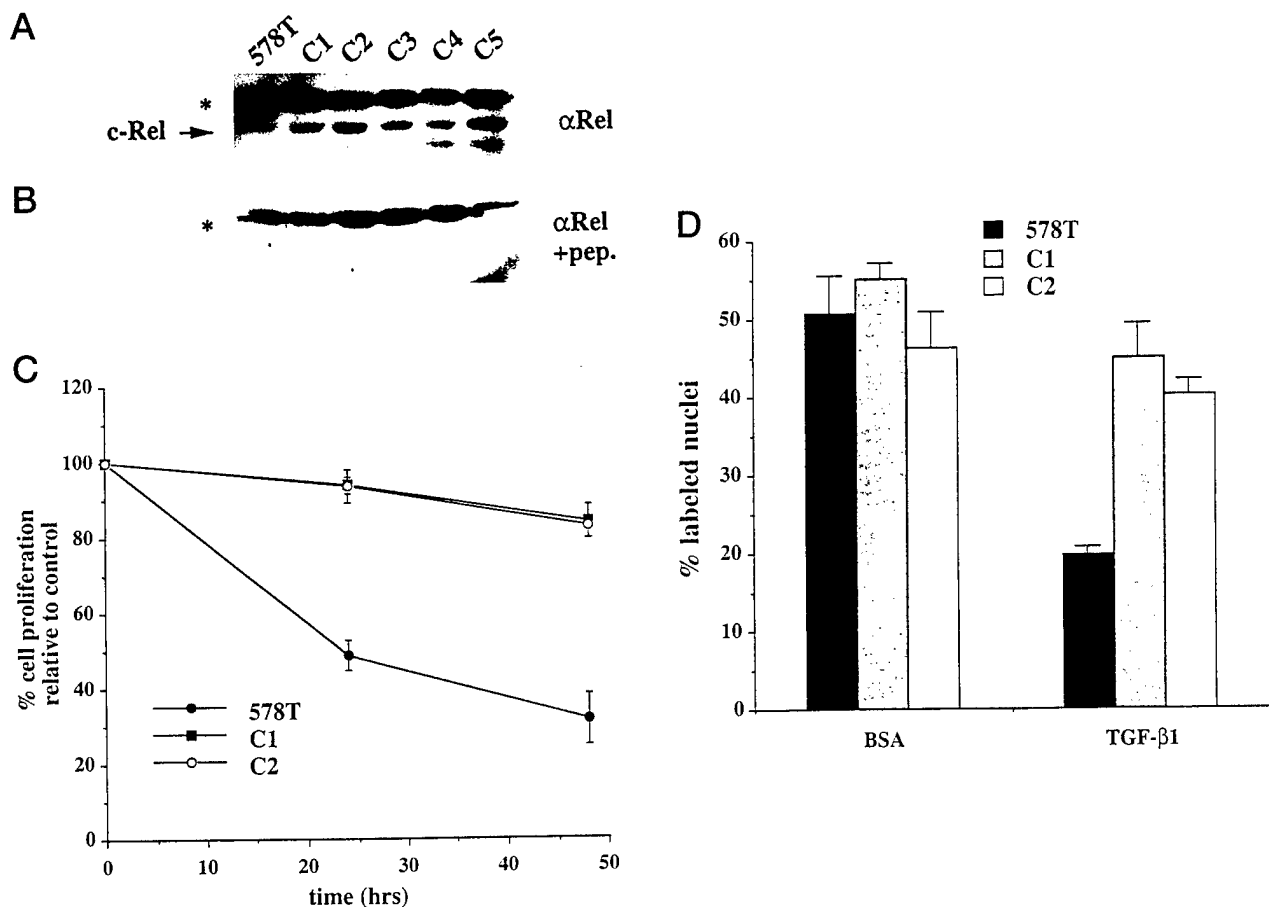 A
578T C1 C2 C3 C4 C5
*
c-Rel
αRel
B
*
αRel
+pep.
C
120
100
80
60
40
20
0
% cell proliferation
relative to control
578T
C1
C2
0 10 20 30 40 50
time (hrs)
D
578T
C1
C2
60
50
40
30
20
10
0
% labeled nuclei
BSA TGF-β1